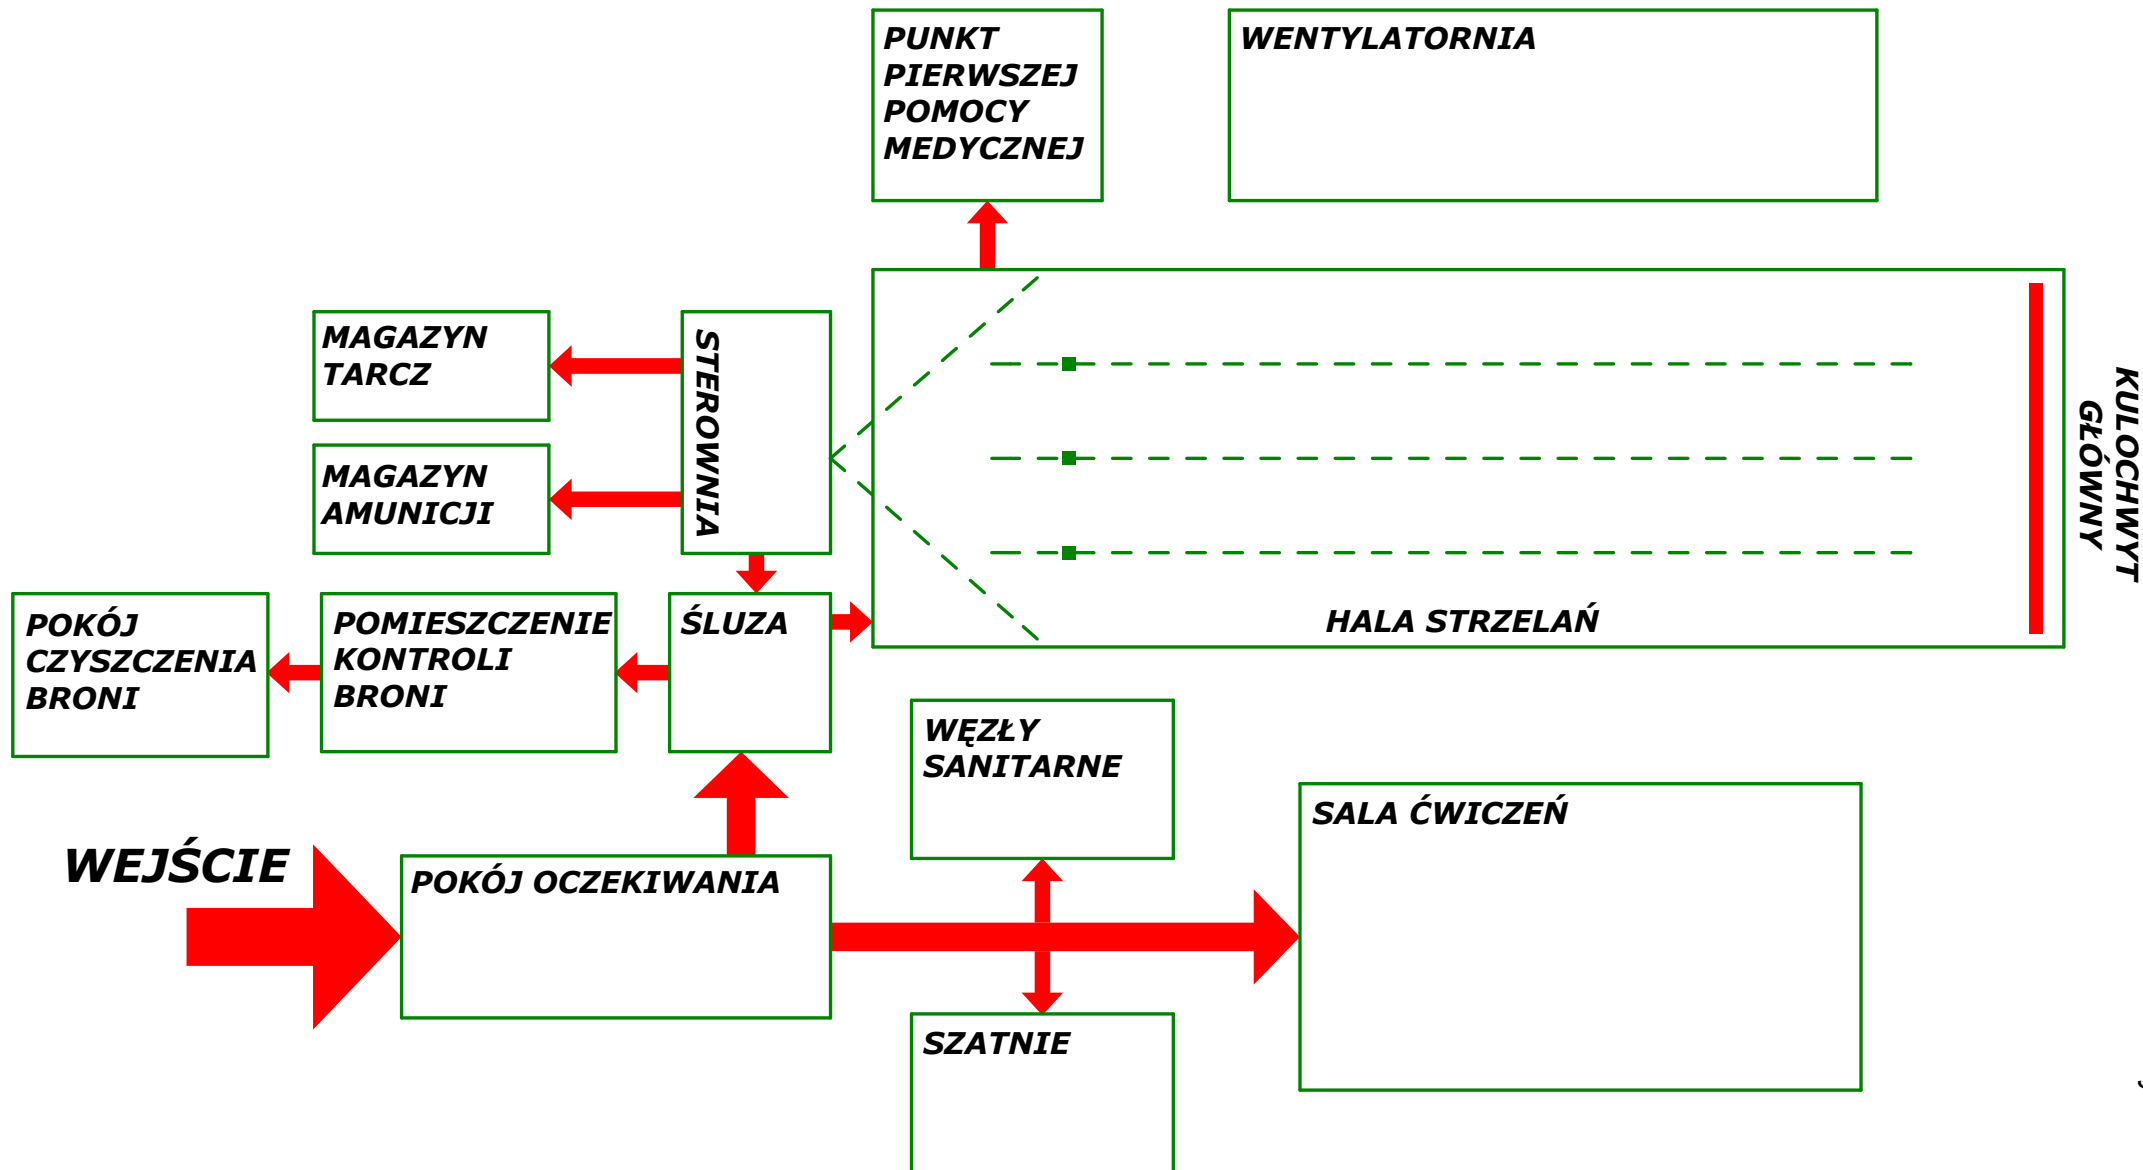 PUNKT
PIERWSZEJ
POMOCY
MEDYCZNEJ
WENTYLATORNIA
MAGAZYN
TARCZ
STEROWNIA
MAGAZYN
AMUNICJI
KULOCHWYT
GŁÓWNY
POKÓJ
CZYSZCZENIA
BRONI
POMIESZCZENIE
KONTROLI
BRONI
ŚLUZA
HALA STRZELAŃ
WĘZŁY
SANITARNE
SALA ĆWICZEŃ
WEJŚCIE
POKÓJ OCZEKIWANIA
SZATNIE